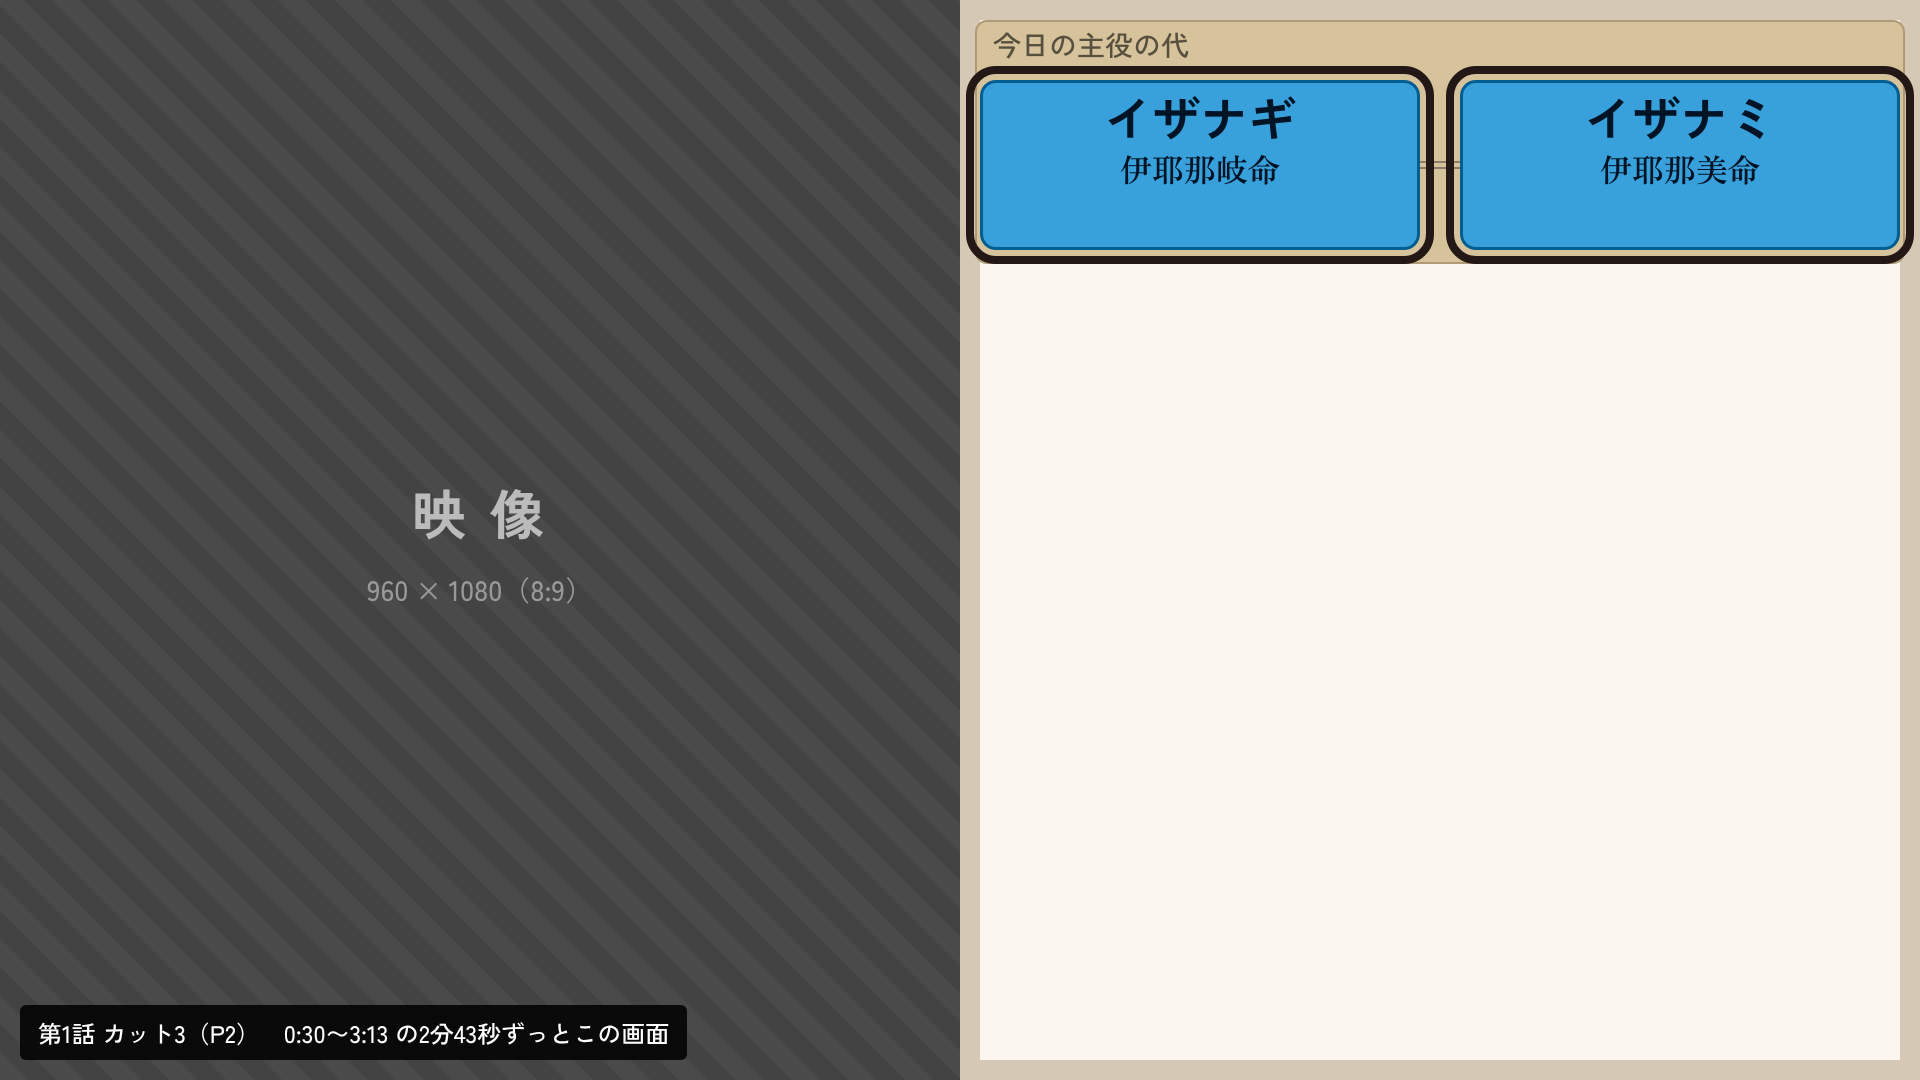 映像
960 × 1080（8:9）
第1話 カット3（P2）　0:30〜3:13 の2分43秒ずっとこの画面
今日の主役の代
イザナギ
伊耶那岐命
イザナミ
伊耶那美命